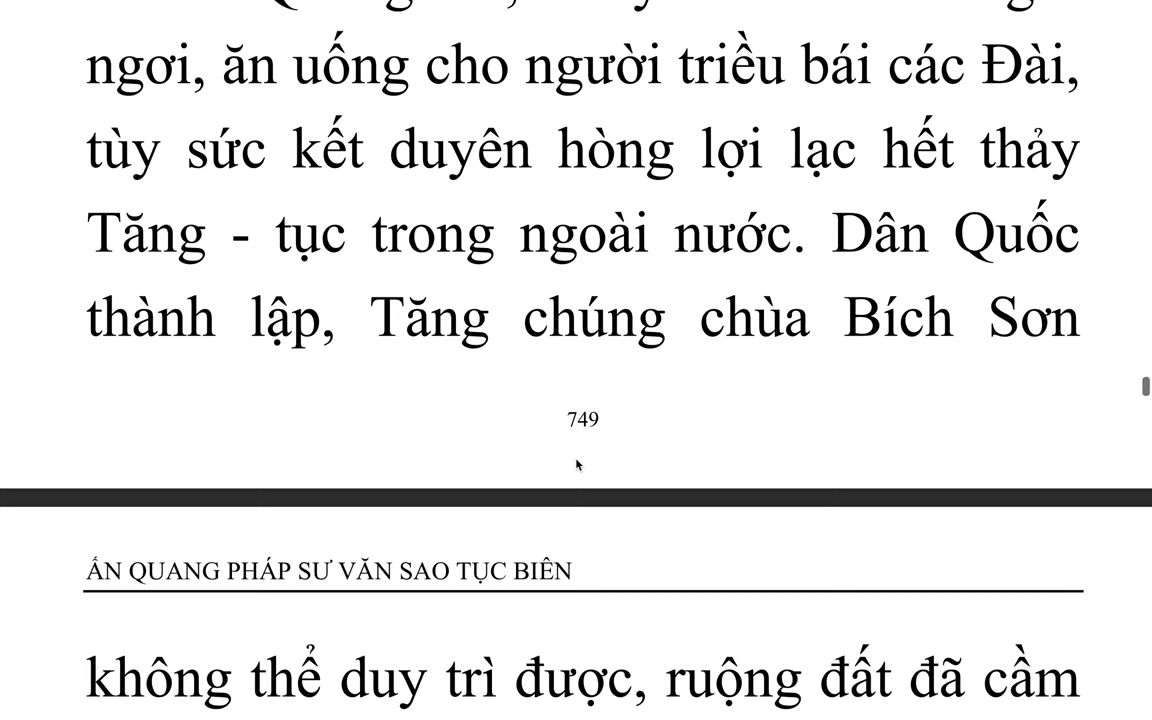 ngơi, ăn uống cho người triều bái các Đài,
tùy sức kết duyên hòng lợi lạc hết thảy
Tăng - tục trong ngoài nước. Dân Quốc
thành lập, Tăng chúng chùa Bích Sơn
749
ẤN QUANG PHÁP SƯ VĂN SAO TỤC BIÊN
không thể duy trì được, ruộng đất đã cầm